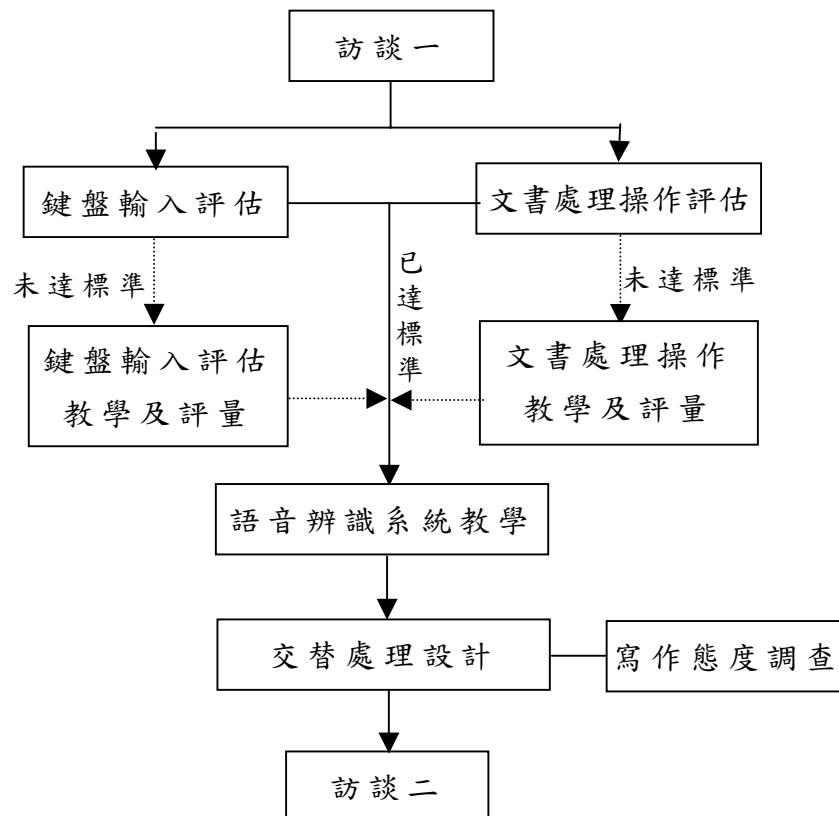 訪談一
鍵盤輸入評估
文書處理操作評估
未達標準
已達標準
未達標準
鍵盤輸入評估
教學及評量
文書處理操作
教學及評量
語音辨識系統教學
交替處理設計
寫作態度調查
訪談二